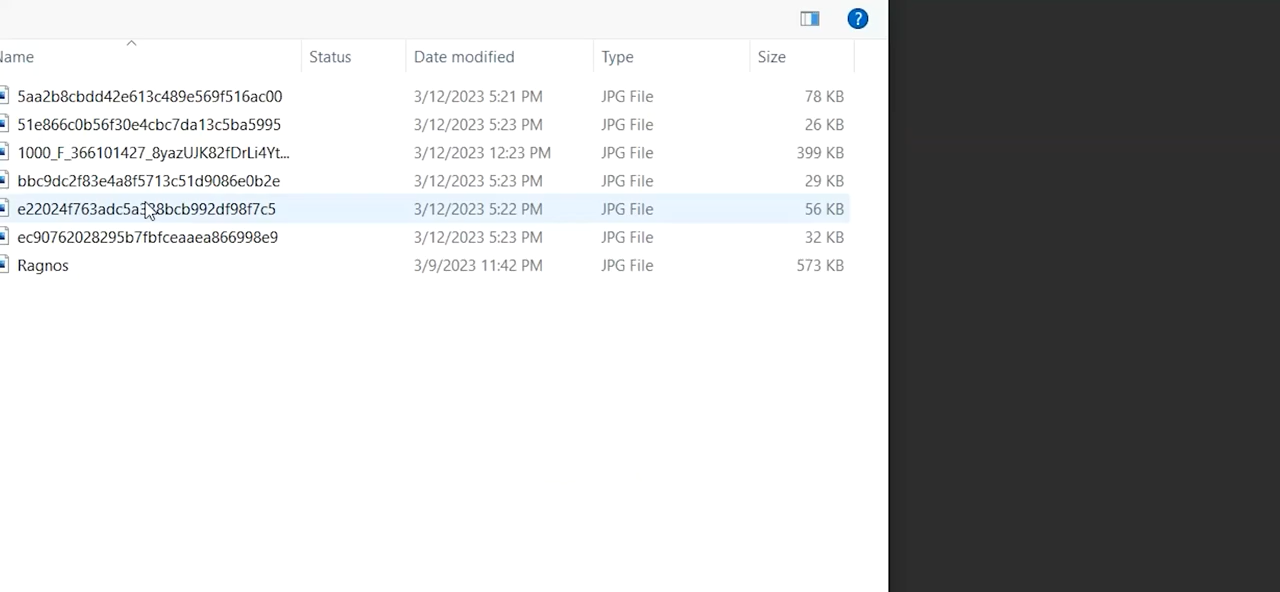 ?
Name Status Date modified Type Size
5aa2b8cbdd42e613c489e569f516ac00 3/12/2023 5:21 PM JPG File 78 KB
51e866c0b56f30e4cbc7da13c5ba5995 3/12/2023 5:23 PM JPG File 26 KB
1000_F_366101427_8yazUJK82fDrLi4Yt... 3/12/2023 12:23 PM JPG File 399 KB
bbc9dc2f83e4a8f5713c51d9086e0b2e 3/12/2023 5:23 PM JPG File 29 KB
3/12/2023 5:22 PM JPG File 56 KB
ec90762028295b7fbfceaaea866998e9 3/12/2023 5:23 PM JPG File 32 KB
Ragnos 3/9/2023 11:42 PM JPG File 573 KB